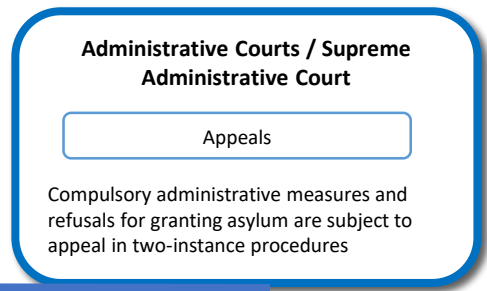 Administrative Courts / Supreme
Administrative Court
Appeals
Compulsory administrative measures and
refusals for granting asylum are subject to
appeal in two-instance procedures